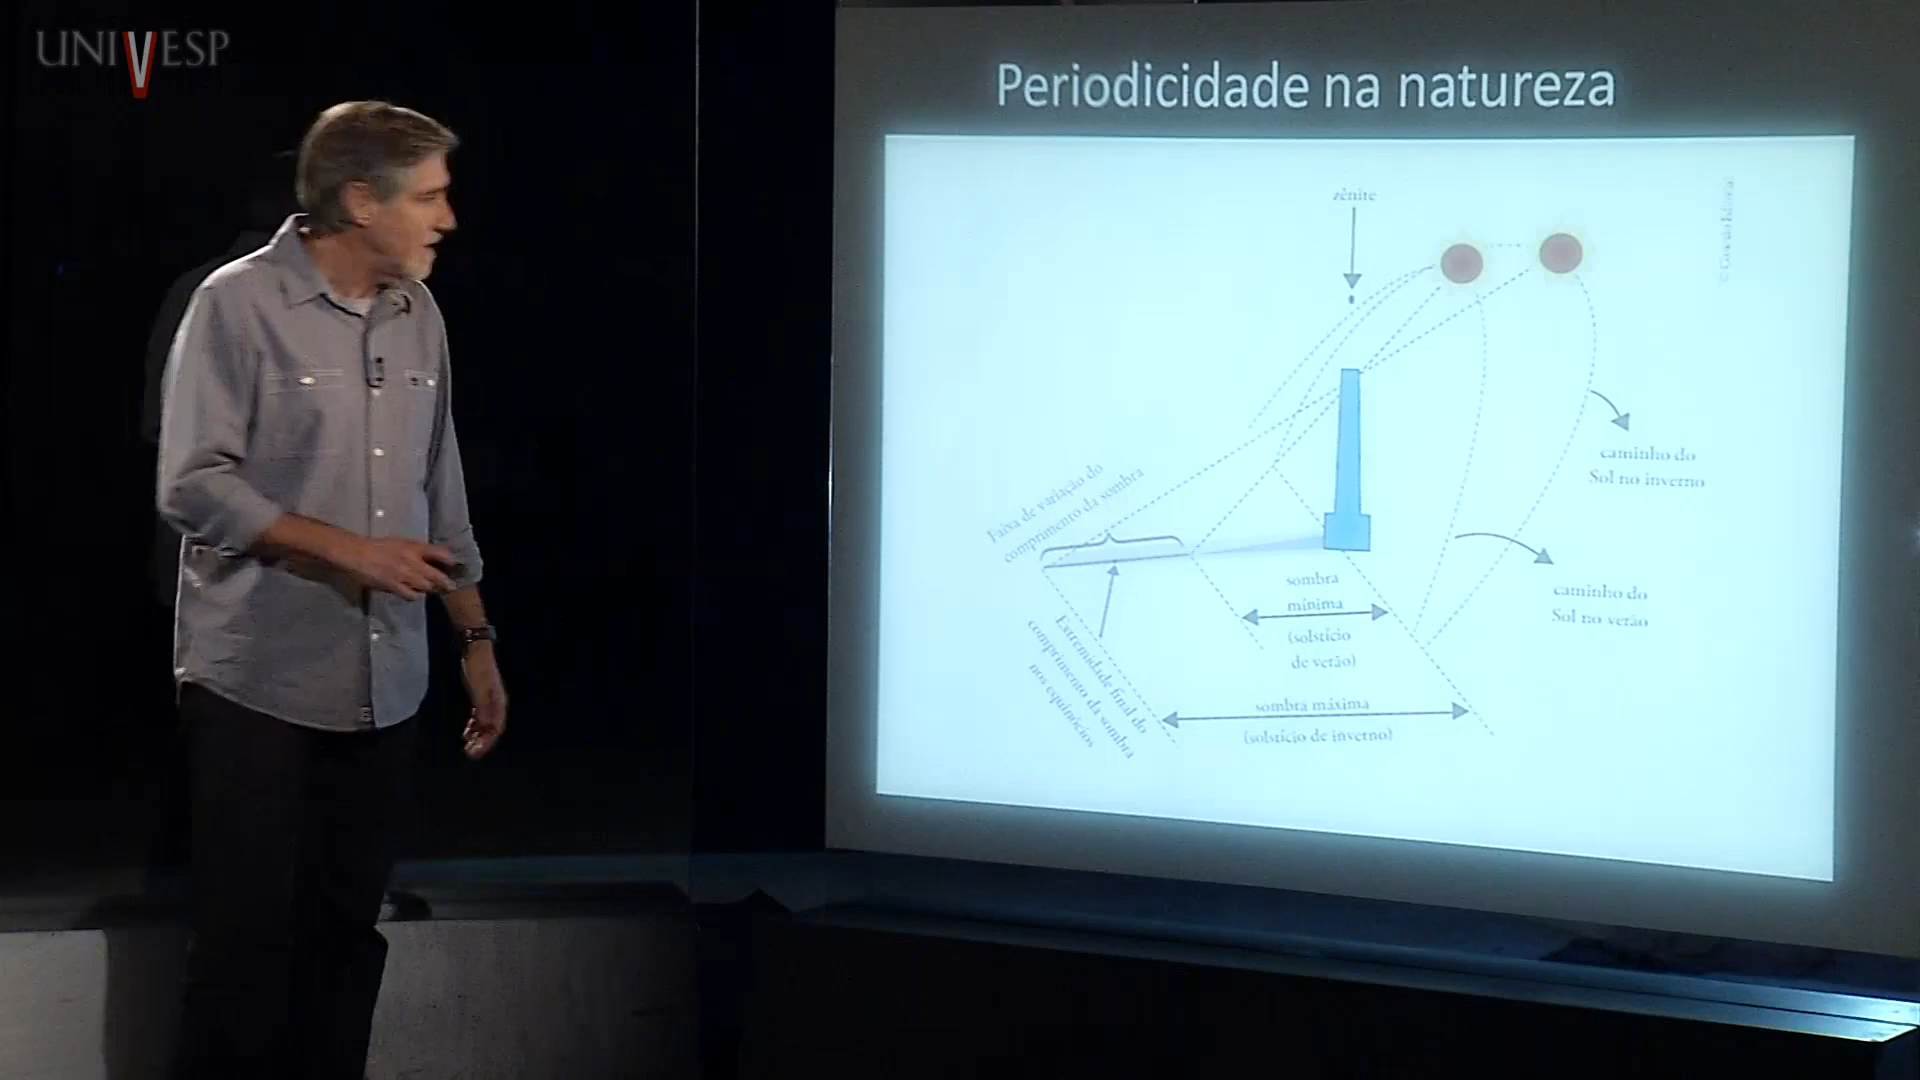 UNIVESP
Periodicidade na natureza
zênite
caminho do
Sol no inverno
Faixa de variação do
comprimento da sombra
sombra
mínima
(solstício
de verão)
caminho do
Sol no verão
Extremidade final do
comprimento da sombra
nos equinócios
sombra máxima
(solstício de inverno)